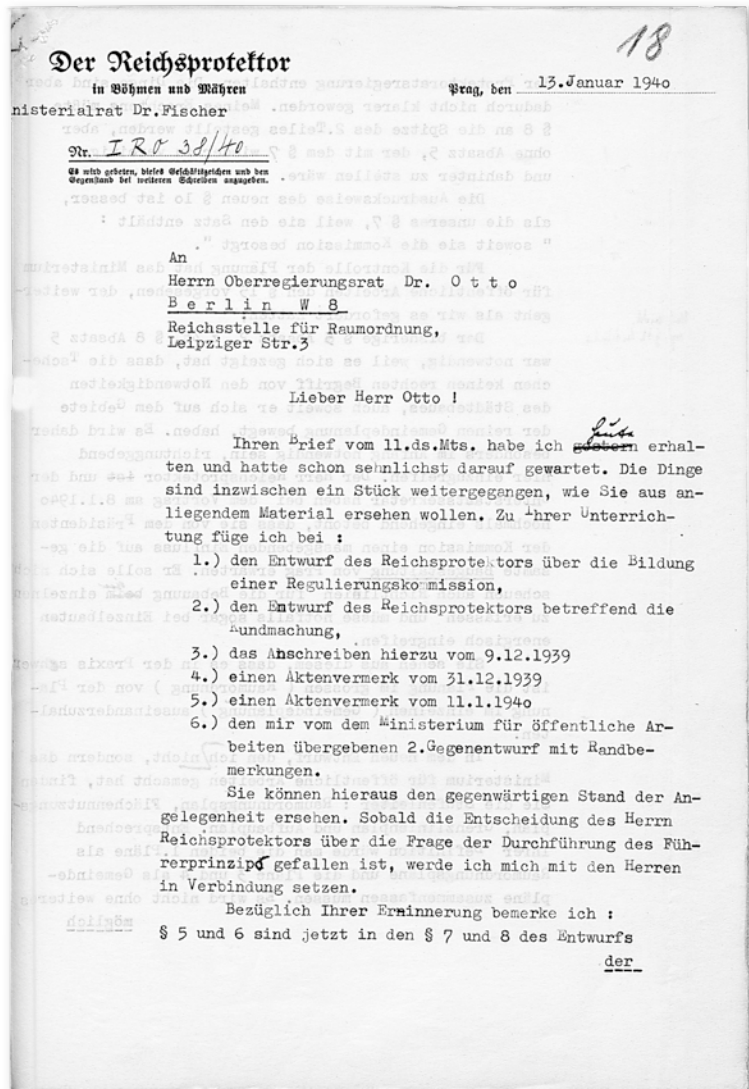 18
Der Reichsprotektor
in Böhmen und Mähren
Prag, den 13.Januar 1940
nisterialrat Dr.Fischer
Nr. I RO 38/40
Es wird gebeten, dieses Geschäftszeichen und den
Gegenstand bei weiteren Schreiben anzugeben.
An
Herrn Oberregierungsrat Dr. O t t o
B e r l i n W 8
Reichsstelle für Raumordnung,
Leipziger Str.3
Lieber Herr Otto !
heute
Ihren Brief vom 11.ds.Mts. habe ich gestern erhal-
ten und hatte schon sehnlichst darauf gewartet. Die Dinge
sind inzwischen ein Stück weitergegangen, wie Sie aus an-
liegendem Material ersehen wollen. Zu Ihrer Unterrich-
tung füge ich bei :
1.) den Entwurf des Reichsprotektors über die Bildung
einer Regulierungskommission,
2.) den Entwurf des Reichsprotektors betreffend die
Kundmachung,
3.) das Anschreiben hierzu vom 9.12.1939
4.) einen Aktenvermerk vom 31.12.1939
5.) einen Aktenvermerk vom 11.1.1940
6.) den mir vom dem Ministerium für öffentliche Ar-
beiten übergebenen 2.Gegenentwurf mit Randbe-
merkungen.
Sie können hieraus den gegenwärtigen Stand der An-
gelegenheit ersehen. Sobald die Entscheidung des Herrn
Reichsprotektors über die Frage der Durchführung des Füh-
rerprinzips gefallen ist, werde ich mich mit den Herren
in Verbindung setzen.
Bezüglich Ihrer Erninnerung bemerke ich :
§ 5 und 6 sind jetzt in den § 7 und 8 des Entwurfs
der